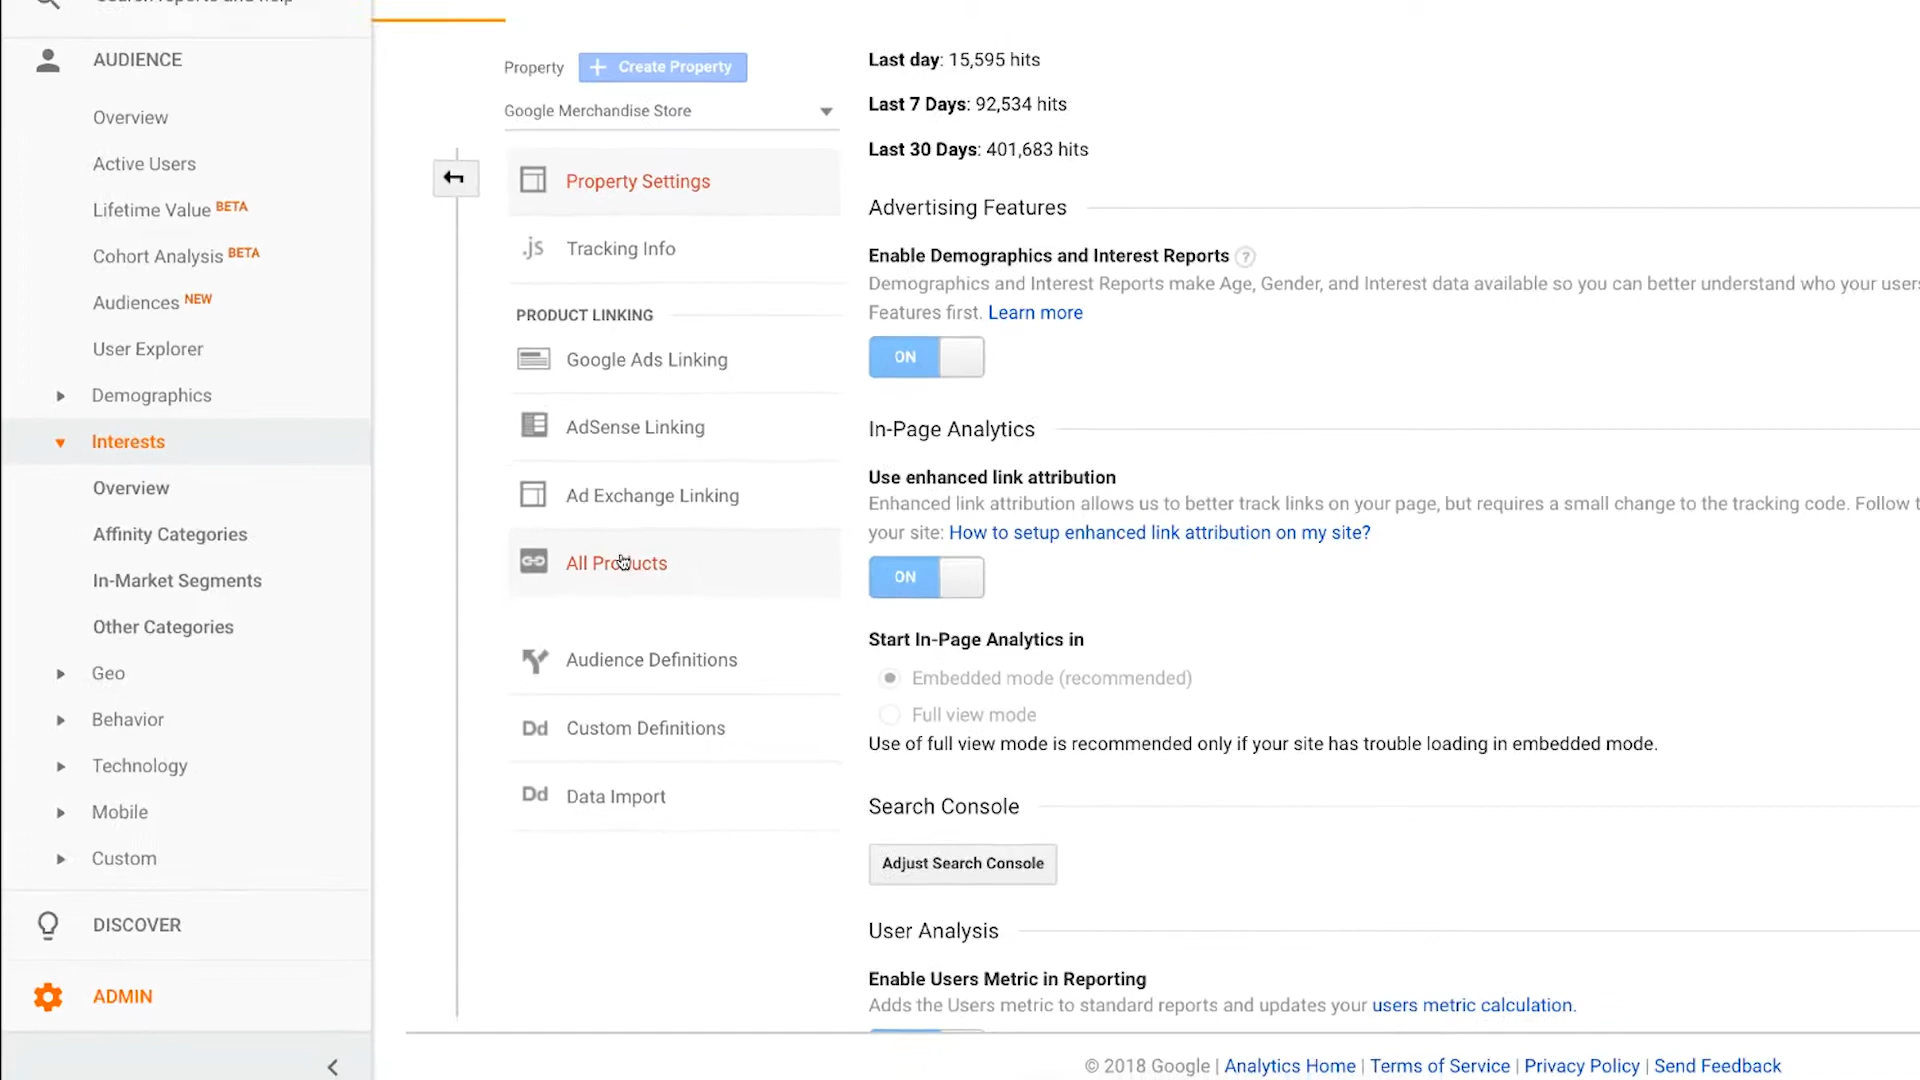 Search reports and help
AUDIENCE
Overview
Active Users
Lifetime Value BETA
Cohort Analysis BETA
Audiences NEW
User Explorer
Demographics
Interests
Overview
Affinity Categories
In-Market Segments
Other Categories
Geo
Behavior
Technology
Mobile
Custom
DISCOVER
ADMIN
Property
+ Create Property
Google Merchandise Store
Property Settings
.js Tracking Info
PRODUCT LINKING
Google Ads Linking
AdSense Linking
Ad Exchange Linking
All Products
Audience Definitions
Dd Custom Definitions
Dd Data Import
Last day: 15,595 hits
Last 7 Days: 92,534 hits
Last 30 Days: 401,683 hits
Advertising Features
Enable Demographics and Interest Reports ?
Demographics and Interest Reports make Age, Gender, and Interest data available so you can better understand who your users
Features first. Learn more
ON
In-Page Analytics
Use enhanced link attribution
Enhanced link attribution allows us to better track links on your page, but requires a small change to the tracking code. Follow
your site: How to setup enhanced link attribution on my site?
ON
Start In-Page Analytics in
Embedded mode (recommended)
Full view mode
Use of full view mode is recommended only if your site has trouble loading in embedded mode.
Search Console
Adjust Search Console
User Analysis
Enable Users Metric in Reporting
Adds the Users metric to standard reports and updates your users metric calculation.
© 2018 Google | Analytics Home | Terms of Service | Privacy Policy | Send Feedback